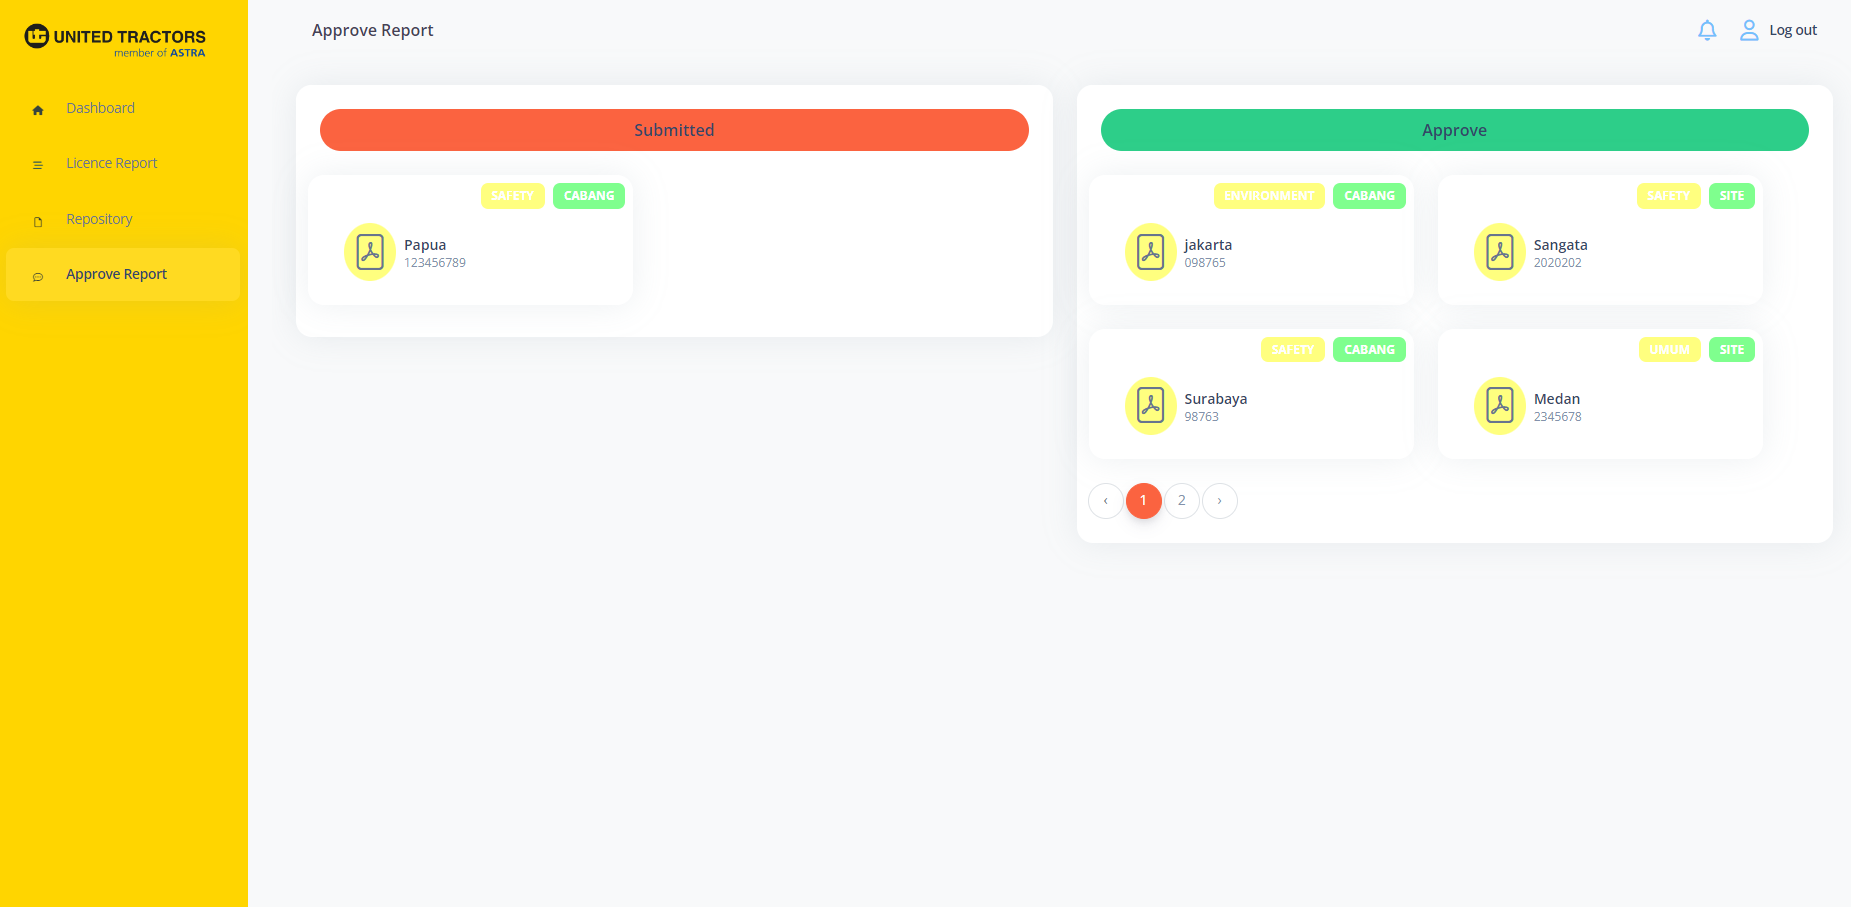 UNITED TRACTORS
member of ASTRA
Dashboard
Licence Report
Repository
Approve Report
Approve Report
Log out
Submitted
SAFETY
CABANG
Papua
123456789
Approve
ENVIRONMENT
CABANG
jakarta
098765
SAFETY
SITE
Sangata
2020202
SAFETY
CABANG
Surabaya
98763
UMUM
SITE
Medan
2345678
‹ 1 2 ›